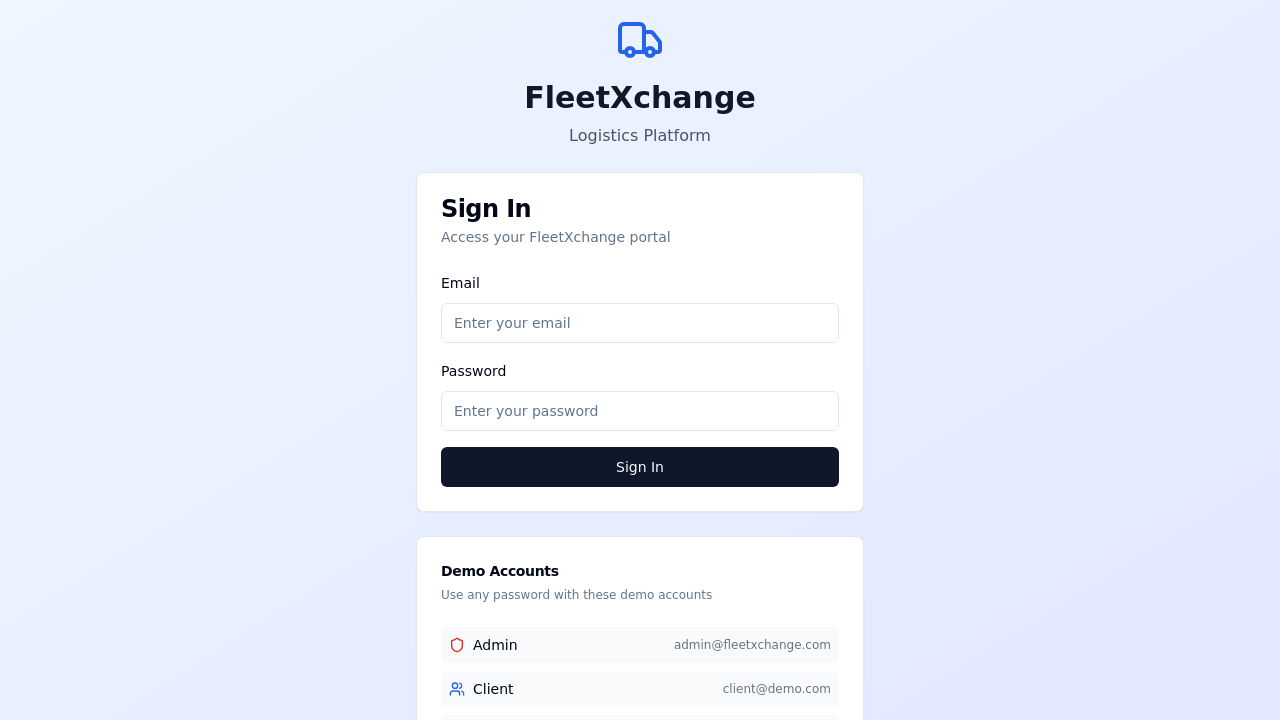 FleetXchange
Logistics Platform
Sign In
Access your FleetXchange portal
Email
Enter your email
Password
Enter your password
Sign In
Demo Accounts
Use any password with these demo accounts
Admin admin@fleetxchange.com
Client client@demo.com